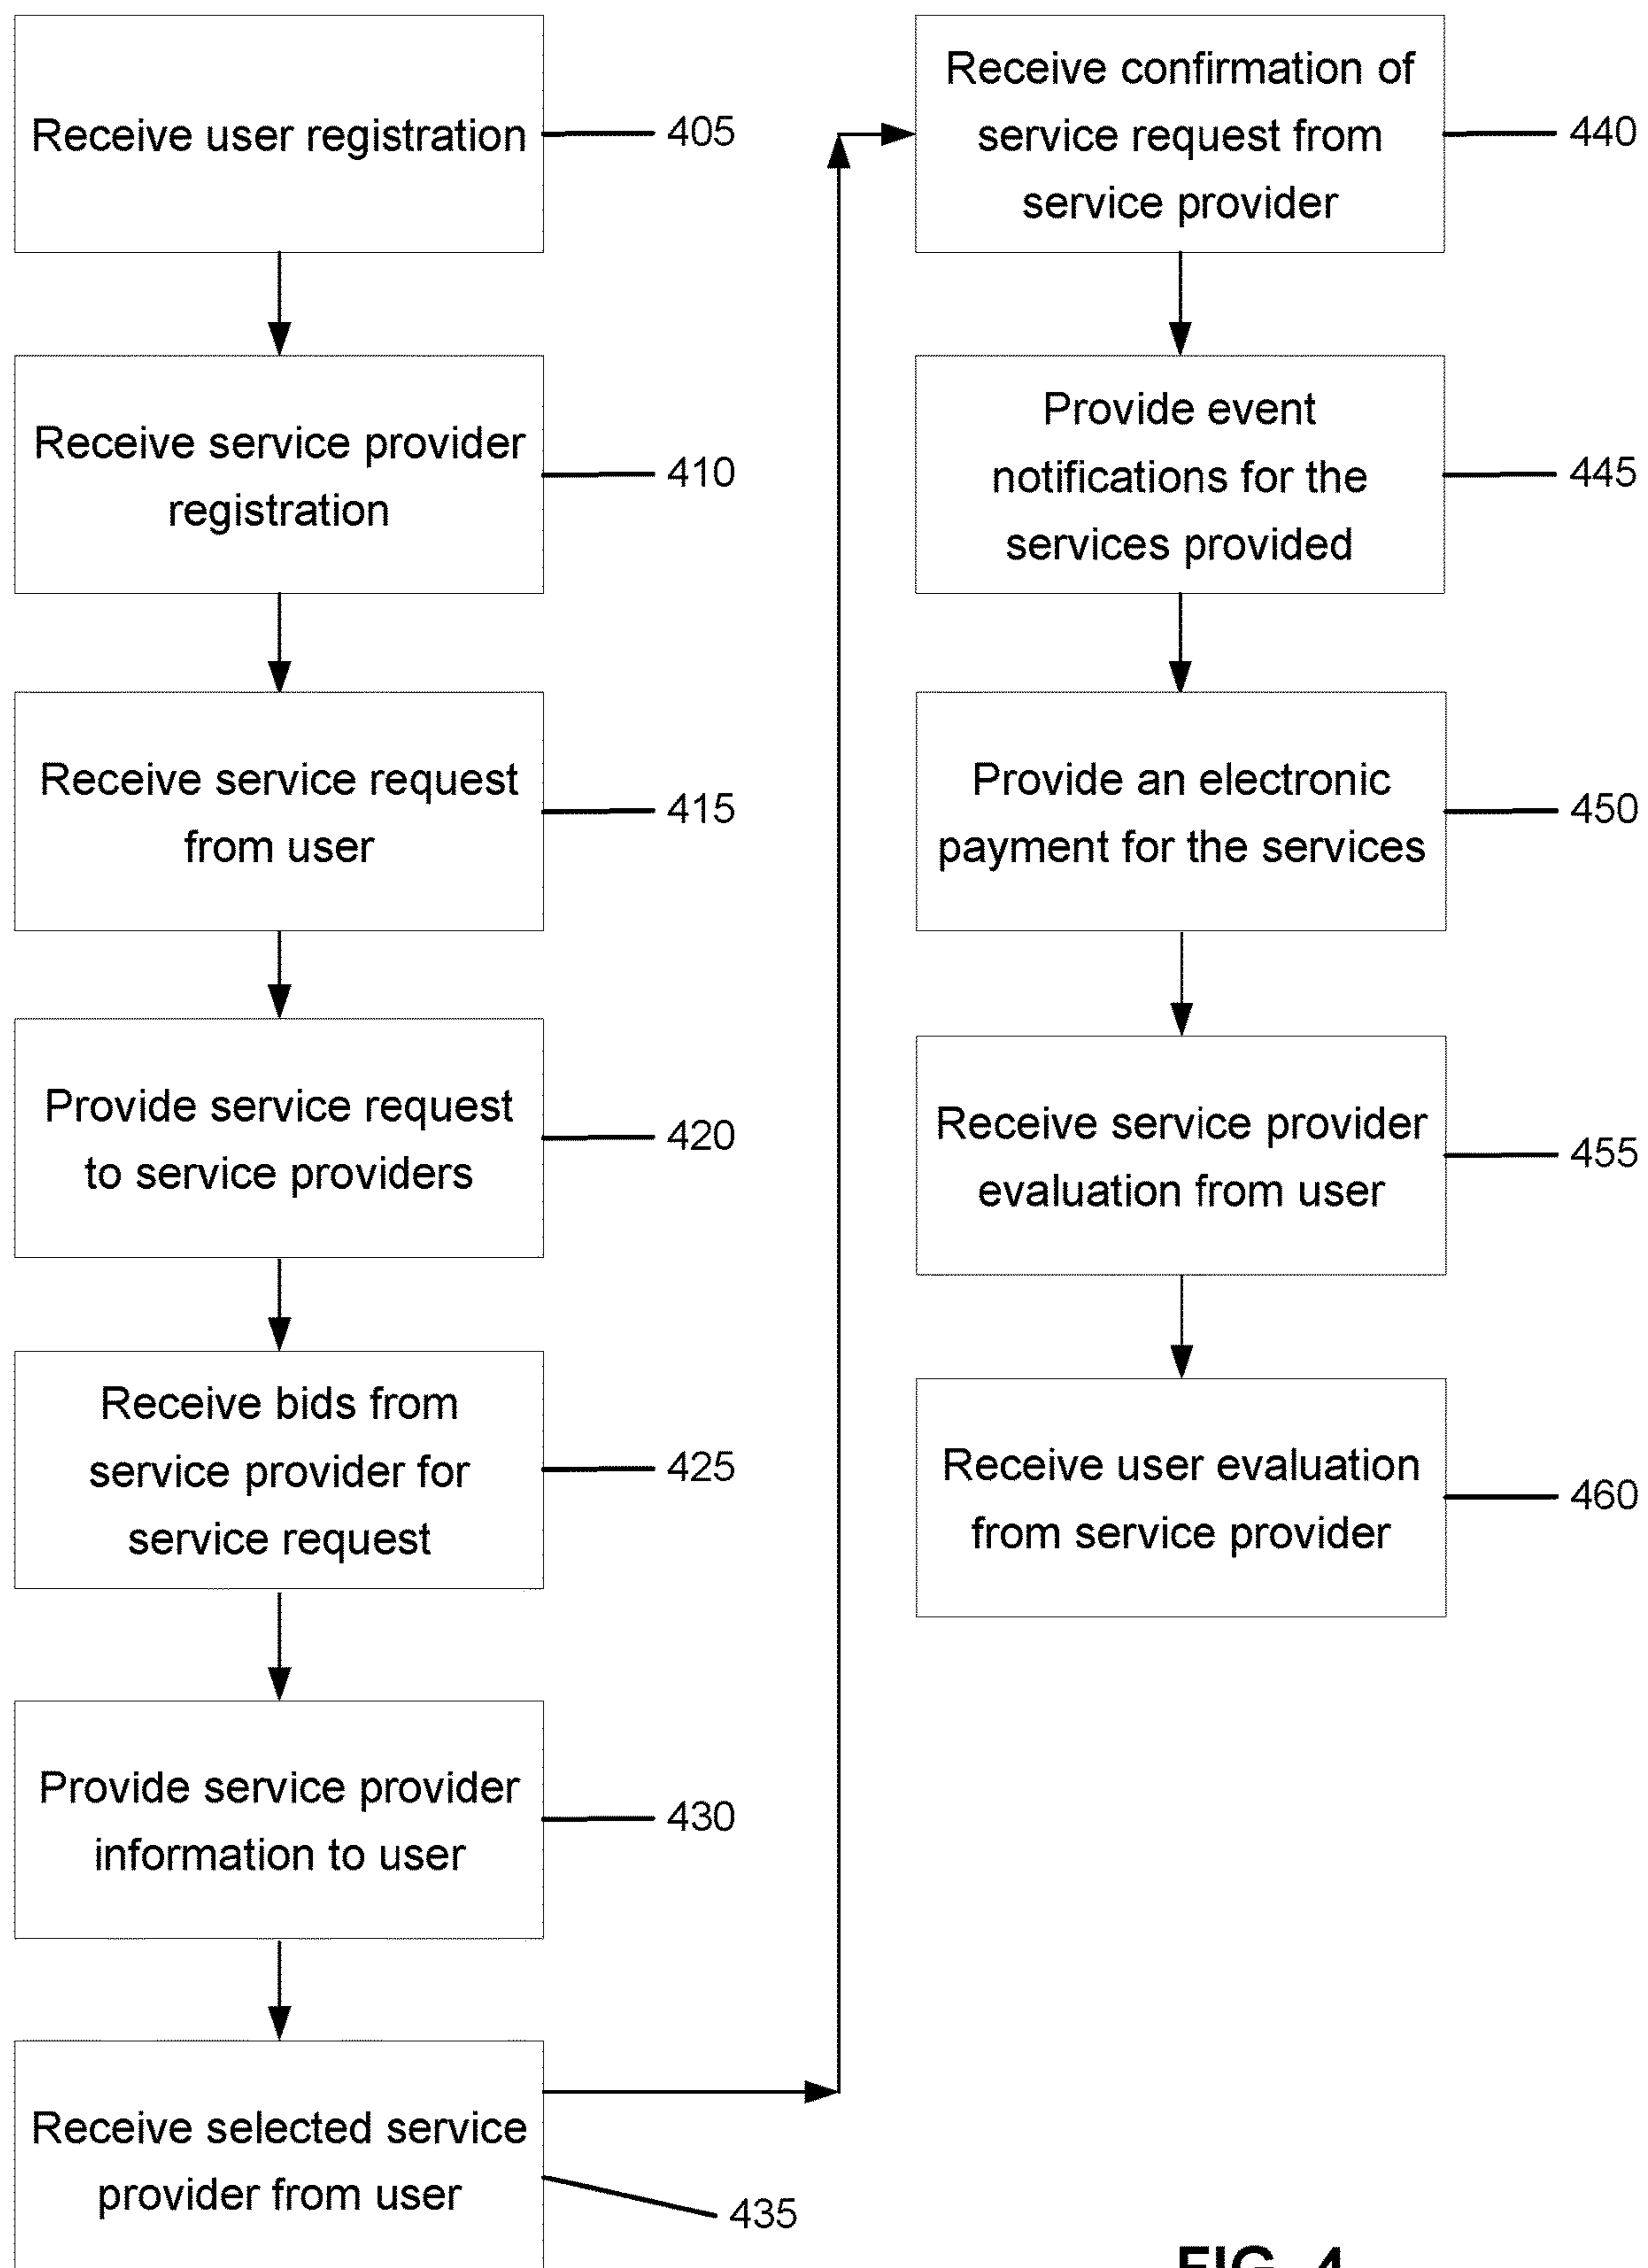 Receive user registration
405
Receive service provider
registration
410
Receive service request
from user
415
Provide service request
to service providers
420
Receive bids from
service provider for
service request
425
Provide service provider
information to user
430
Receive selected service
provider from user
435
Receive confirmation of
service request from
service provider
440
Provide event
notifications for the
services provided
445
Provide an electronic
payment for the services
450
Receive service provider
evaluation from user
455
Receive user evaluation
from service provider
460
FIG. 4